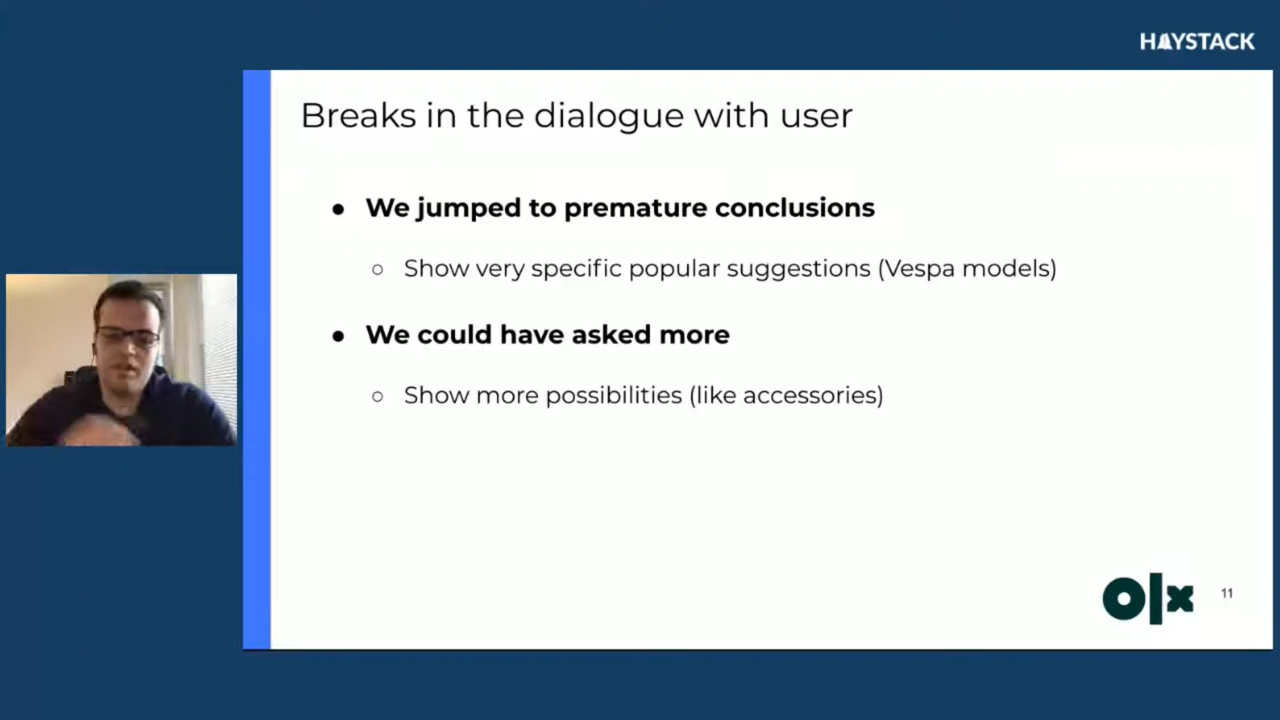 HAYSTACK
Breaks in the dialogue with user
● We jumped to premature conclusions
○ Show very specific popular suggestions (Vespa models)
● We could have asked more
○ Show more possibilities (like accessories)
olx
11